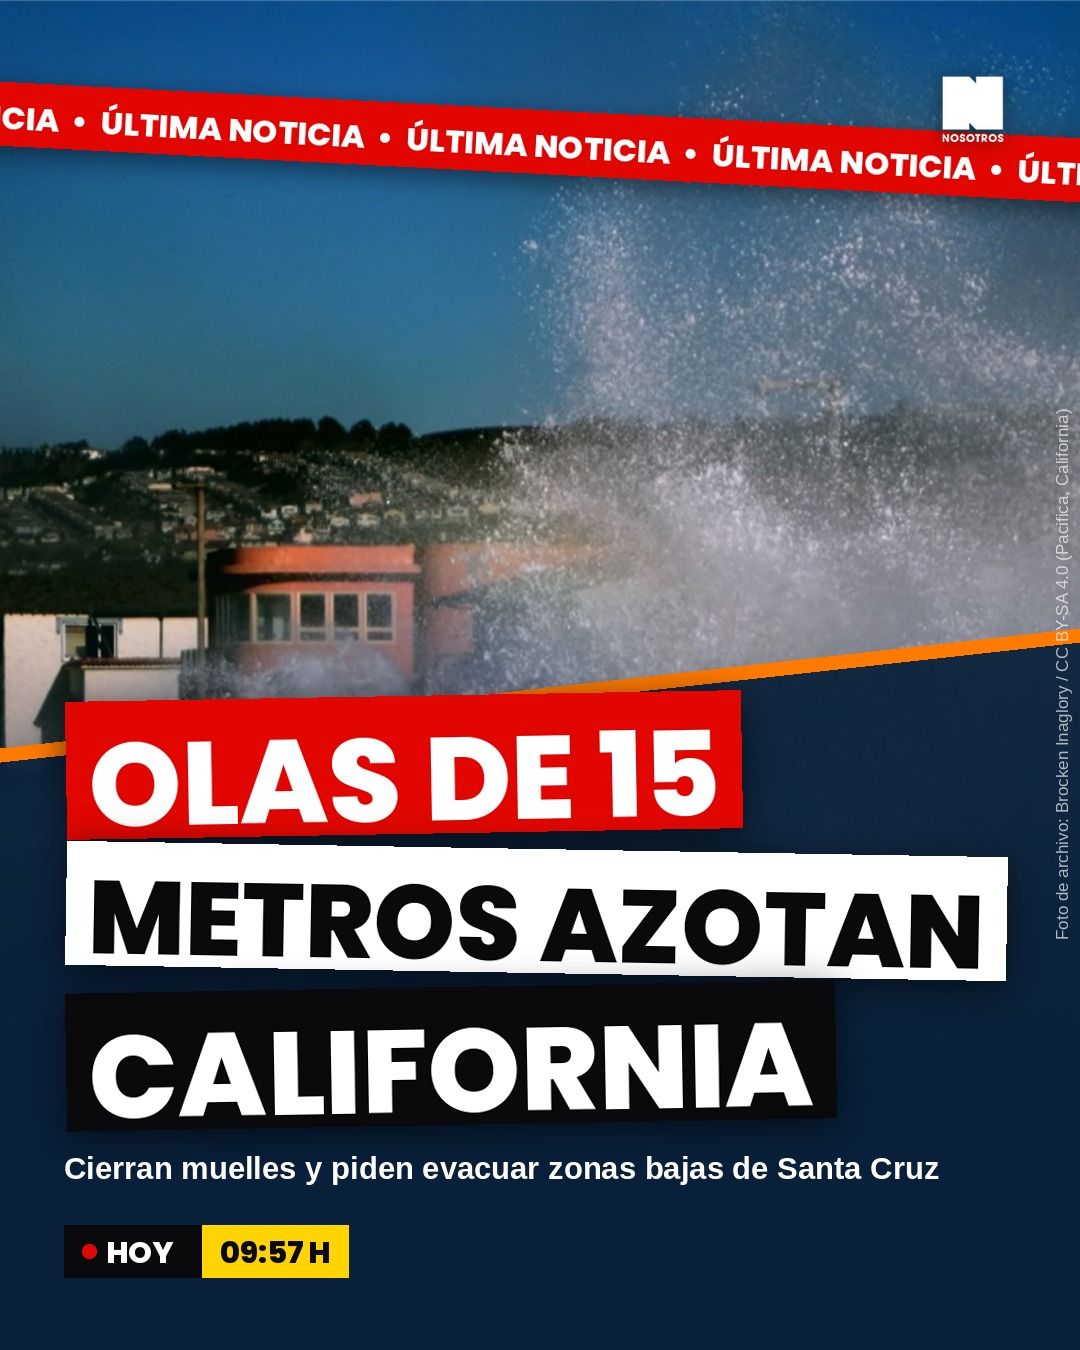 CIA • ÚLTIMA NOTICIA • ÚLTIMA NOTICIA • ÚLTIMA NOTICIA • ÚLTI
N
NOSOTROS
Foto de archivo: Brocken Inaglory / CC BY-SA 4.0 (Pacifica, California)
OLAS DE 15
METROS AZOTAN
CALIFORNIA
Cierran muelles y piden evacuar zonas bajas de Santa Cruz
HOY 09:57 H